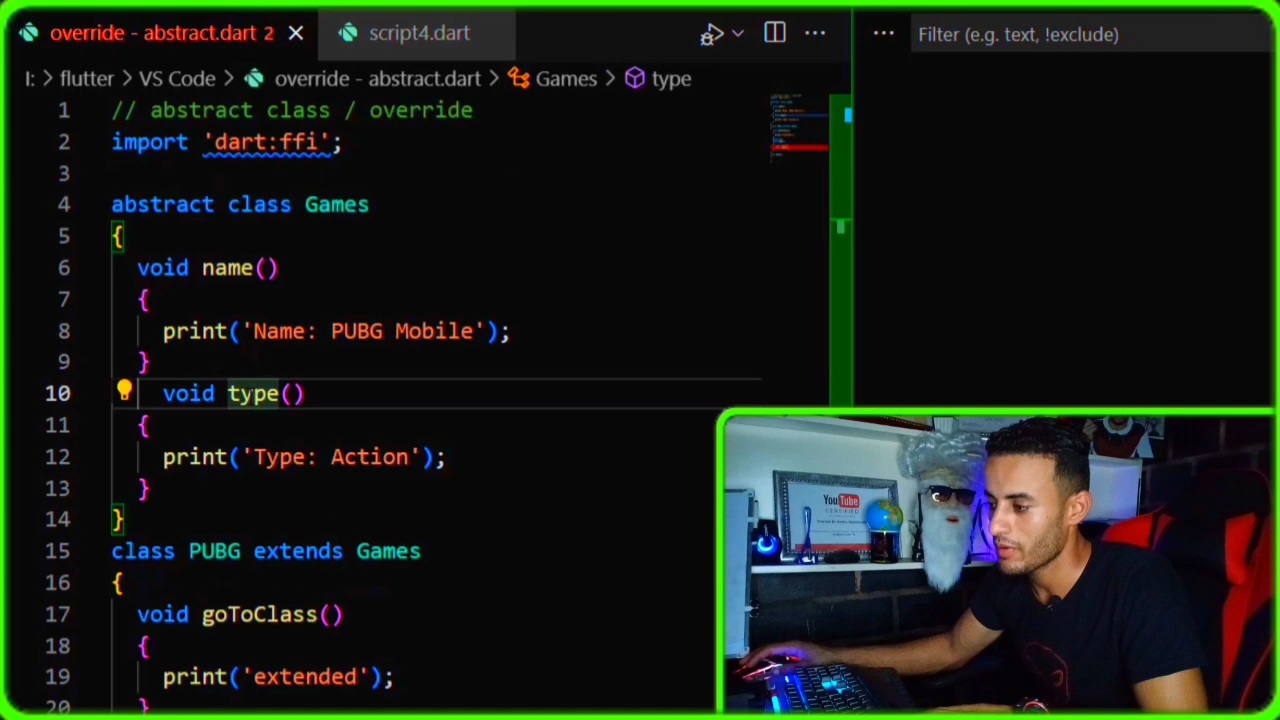 override - abstract.dart 2
script4.dart
Filter (e.g. text, !exclude)
I: > flutter > VS Code > override - abstract.dart > Games > type
1 // abstract class / override
2 import 'dart:ffi';
3
4 abstract class Games
5 {
6 void name()
7 {
8 print('Name: PUBG Mobile');
9 }
10 void type()
11 {
12 print('Type: Action');
13 }
14 }
15 class PUBG extends Games
16 {
17 void goToClass()
18 {
19 print('extended');
20 }
YouTube
CERTIFIED